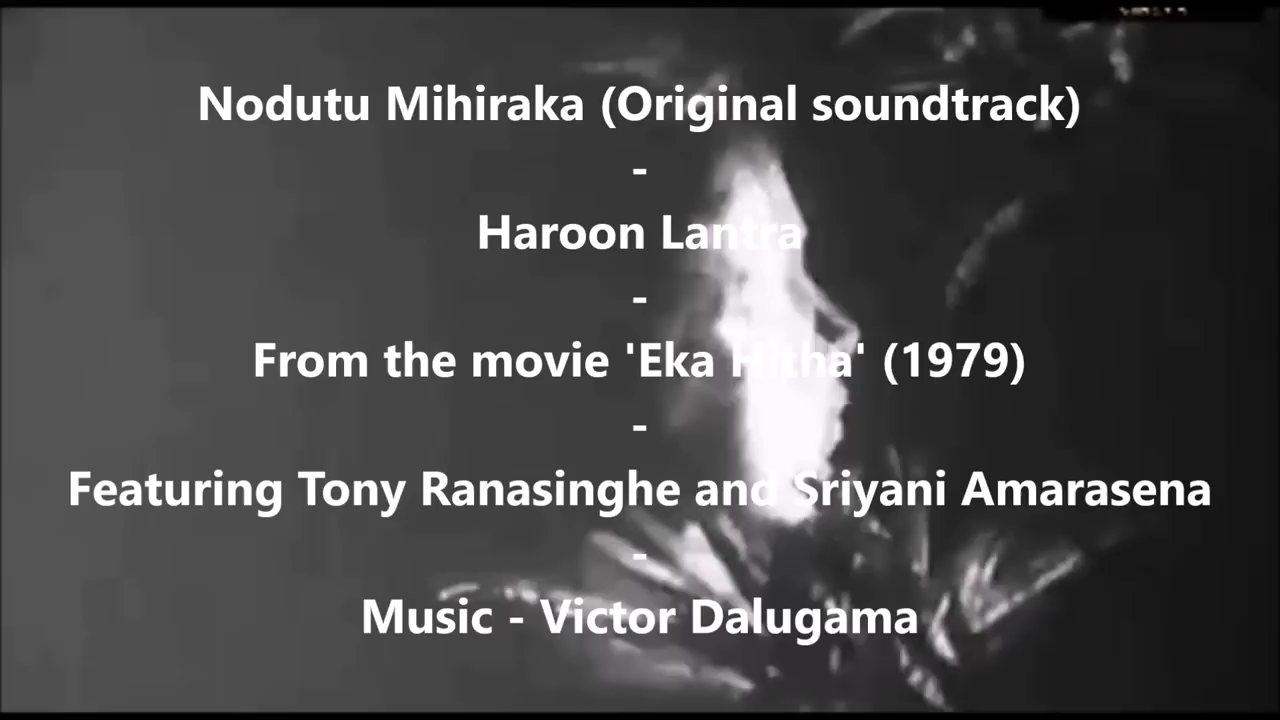 Nodutu Mihiraka (Original soundtrack)
-
Haroon Lantra
-
From the movie 'Eka Hitha' (1979)
-
Featuring Tony Ranasinghe and Sriyani Amarasena
-
Music - Victor Dalugama